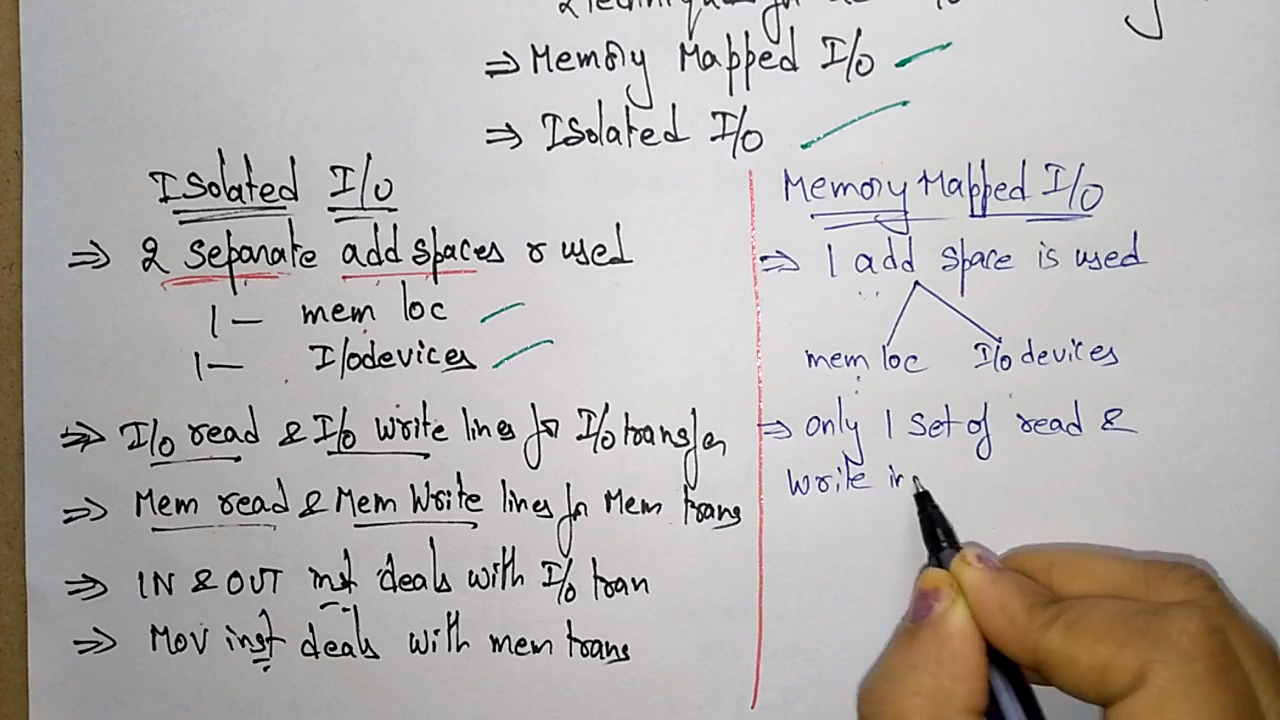 ⇒ Memory Mapped I/O
⇒ Isolated I/O
Isolated I/O
⇒ 2 separate add spaces r used
1 – mem loc
1 – I/o devices
⇒ I/o read & I/o write lines for I/o transfer
⇒ Mem read & Mem Write lines for Mem trans
⇒ IN & OUT inst deals with I/o tran
⇒ MOV inst deals with mem trans
Memory Mapped I/O
⇒ 1 add space is used
mem loc I/o devices
⇒ only 1 set of read &
write in